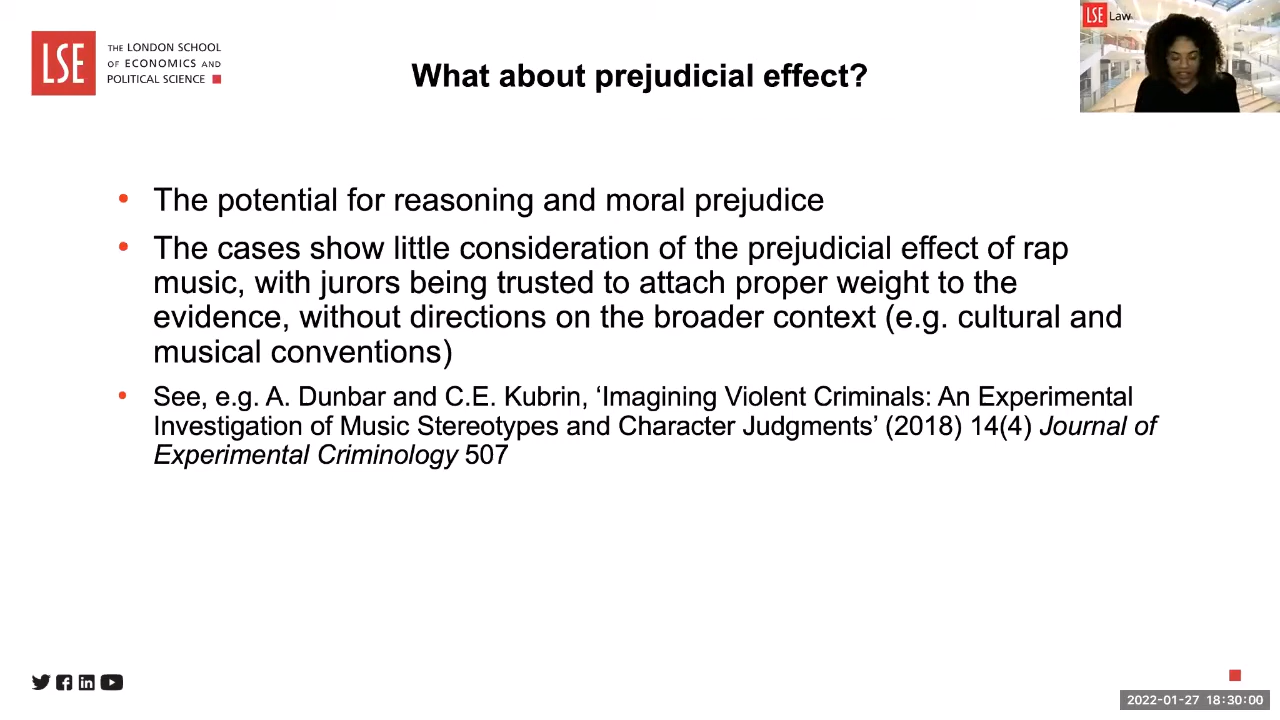 LSE
THE LONDON SCHOOL
OF ECONOMICS AND
POLITICAL SCIENCE
What about prejudicial effect?
LSE Law
• The potential for reasoning and moral prejudice
• The cases show little consideration of the prejudicial effect of rap
music, with jurors being trusted to attach proper weight to the
evidence, without directions on the broader context (e.g. cultural and
musical conventions)
• See, e.g. A. Dunbar and C.E. Kubrin, ‘Imagining Violent Criminals: An Experimental
Investigation of Music Stereotypes and Character Judgments’ (2018) 14(4) Journal of
Experimental Criminology 507
2022-01-27 18:30:00